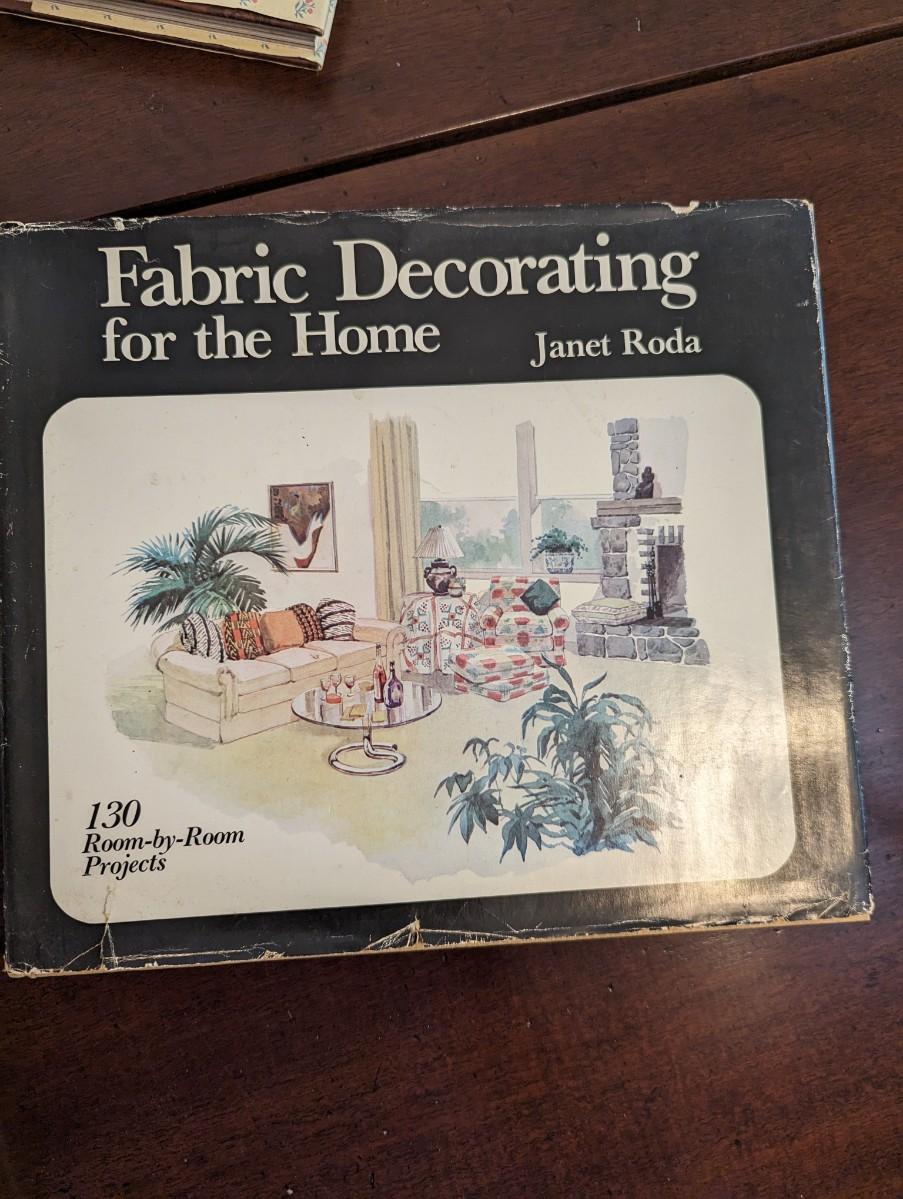 Fabric Decorating
for the Home
Janet Roda
130
Room-by-Room
Projects